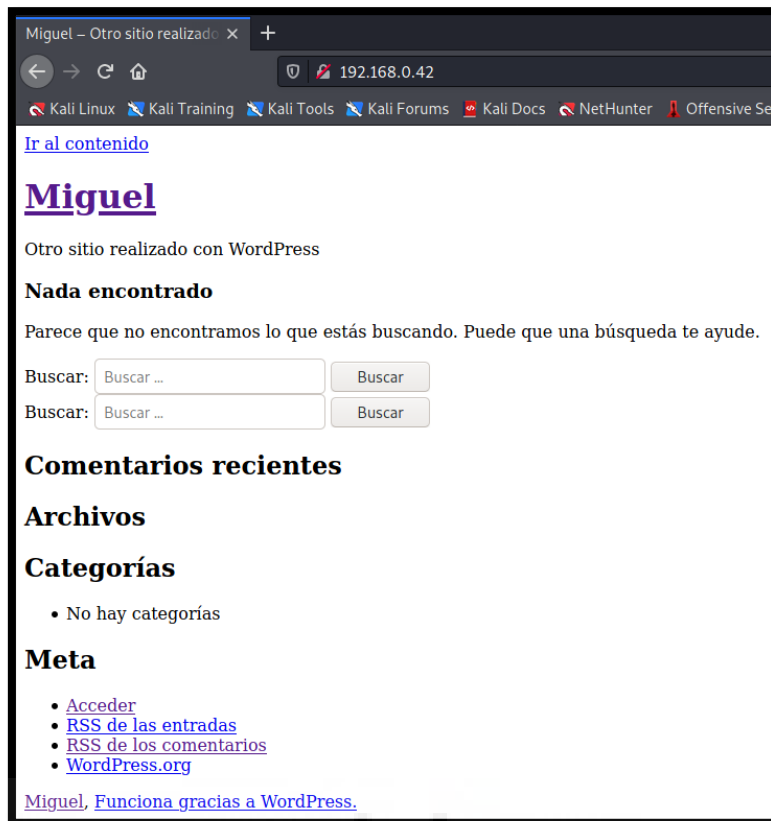 Miguel – Otro sitio realizado
192.168.0.42
Kali Linux Kali Training Kali Tools Kali Forums Kali Docs NetHunter Offensive Se
Ir al contenido
Miguel
Otro sitio realizado con WordPress
Nada encontrado
Parece que no encontramos lo que estás buscando. Puede que una búsqueda te ayude.
Buscar: Buscar ... Buscar
Buscar: Buscar ... Buscar
Comentarios recientes
Archivos
Categorías
No hay categorías
Meta
Acceder
RSS de las entradas
RSS de los comentarios
WordPress.org
Miguel, Funciona gracias a WordPress.